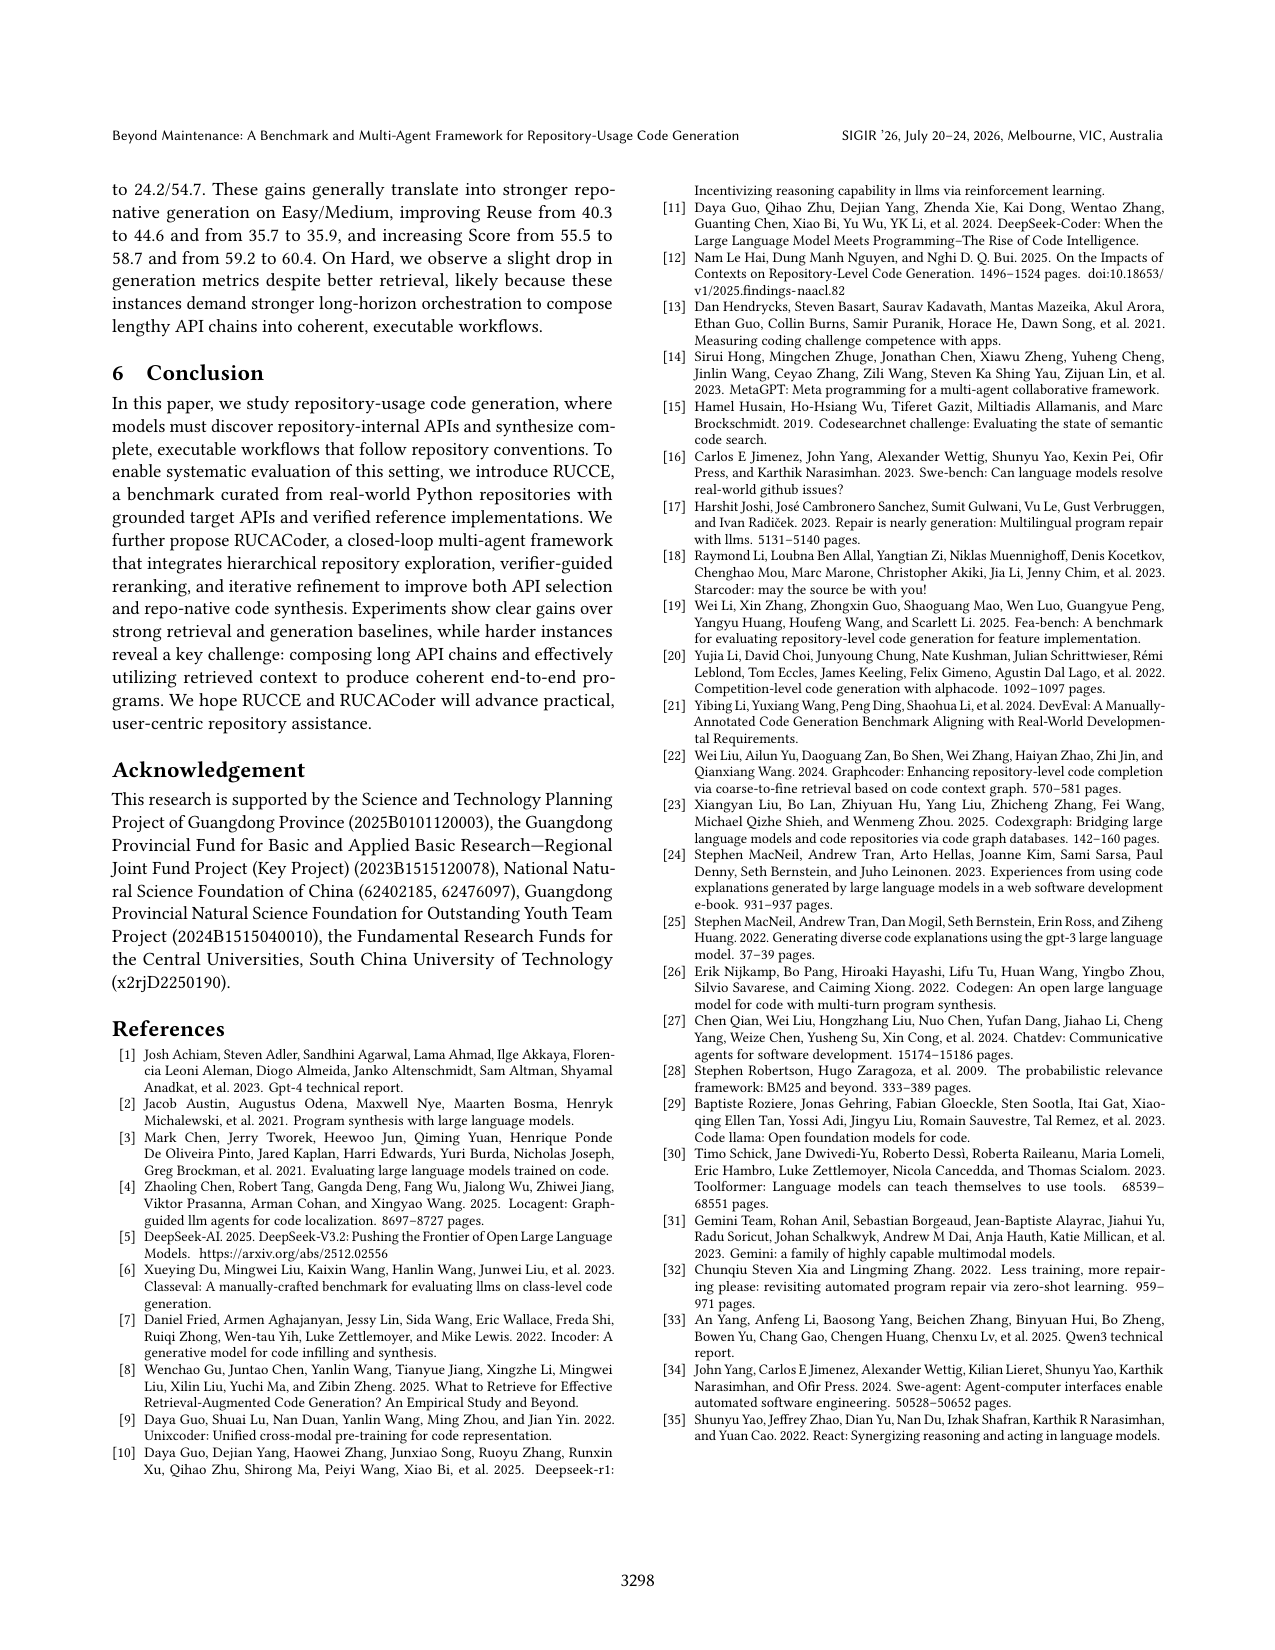 Beyond Maintenance: A Benchmark and Multi-Agent Framework for Repository-Usage Code Generation
SIGIR ’26, July 20–24, 2026, Melbourne, VIC, Australia
to 24.2/54.7. These gains generally translate into stronger repo-
native generation on Easy/Medium, improving Reuse from 40.3
to 44.6 and from 35.7 to 35.9, and increasing Score from 55.5 to
58.7 and from 59.2 to 60.4. On Hard, we observe a slight drop in
generation metrics despite better retrieval, likely because these
instances demand stronger long-horizon orchestration to compose
lengthy API chains into coherent, executable workflows.
6 Conclusion
In this paper, we study repository-usage code generation, where
models must discover repository-internal APIs and synthesize com-
plete, executable workflows that follow repository conventions. To
enable systematic evaluation of this setting, we introduce RUCCE,
a benchmark curated from real-world Python repositories with
grounded target APIs and verified reference implementations. We
further propose RUCACoder, a closed-loop multi-agent framework
that integrates hierarchical repository exploration, verifier-guided
reranking, and iterative refinement to improve both API selection
and repo-native code synthesis. Experiments show clear gains over
strong retrieval and generation baselines, while harder instances
reveal a key challenge: composing long API chains and effectively
utilizing retrieved context to produce coherent end-to-end pro-
grams. We hope RUCCE and RUCACoder will advance practical,
user-centric repository assistance.
Acknowledgement
This research is supported by the Science and Technology Planning
Project of Guangdong Province (2025B0101120003), the Guangdong
Provincial Fund for Basic and Applied Basic Research—Regional
Joint Fund Project (Key Project) (2023B1515120078), National Natu-
ral Science Foundation of China (62402185, 62476097), Guangdong
Provincial Natural Science Foundation for Outstanding Youth Team
Project (2024B1515040010), the Fundamental Research Funds for
the Central Universities, South China University of Technology
(x2rjD2250190).
References
[1] Josh Achiam, Steven Adler, Sandhini Agarwal, Lama Ahmad, Ilge Akkaya, Floren-
cia Leoni Aleman, Diogo Almeida, Janko Altenschmidt, Sam Altman, Shyamal
Anadkat, et al. 2023. Gpt-4 technical report.
[2] Jacob Austin, Augustus Odena, Maxwell Nye, Maarten Bosma, Henryk
Michalewski, et al. 2021. Program synthesis with large language models.
[3] Mark Chen, Jerry Tworek, Heewoo Jun, Qiming Yuan, Henrique Ponde
De Oliveira Pinto, Jared Kaplan, Harri Edwards, Yuri Burda, Nicholas Joseph,
Greg Brockman, et al. 2021. Evaluating large language models trained on code.
[4] Zhaoling Chen, Robert Tang, Gangda Deng, Fang Wu, Jialong Wu, Zhiwei Jiang,
Viktor Prasanna, Arman Cohan, and Xingyao Wang. 2025. Locagent: Graph-
guided llm agents for code localization. 8697–8727 pages.
[5] DeepSeek-AI. 2025. DeepSeek-V3.2: Pushing the Frontier of Open Large Language
Models. https://arxiv.org/abs/2512.02556
[6] Xueying Du, Mingwei Liu, Kaixin Wang, Hanlin Wang, Junwei Liu, et al. 2023.
Classeval: A manually-crafted benchmark for evaluating llms on class-level code
generation.
[7] Daniel Fried, Armen Aghajanyan, Jessy Lin, Sida Wang, Eric Wallace, Freda Shi,
Ruiqi Zhong, Wen-tau Yih, Luke Zettlemoyer, and Mike Lewis. 2022. Incoder: A
generative model for code infilling and synthesis.
[8] Wenchao Gu, Juntao Chen, Yanlin Wang, Tianyue Jiang, Xingzhe Li, Mingwei
Liu, Xilin Liu, Yuchi Ma, and Zibin Zheng. 2025. What to Retrieve for Effective
Retrieval-Augmented Code Generation? An Empirical Study and Beyond.
[9] Daya Guo, Shuai Lu, Nan Duan, Yanlin Wang, Ming Zhou, and Jian Yin. 2022.
Unixcoder: Unified cross-modal pre-training for code representation.
[10] Daya Guo, Dejian Yang, Haowei Zhang, Junxiao Song, Ruoyu Zhang, Runxin
Xu, Qihao Zhu, Shirong Ma, Peiyi Wang, Xiao Bi, et al. 2025. Deepseek-r1:
Incentivizing reasoning capability in llms via reinforcement learning.
[11] Daya Guo, Qihao Zhu, Dejian Yang, Zhenda Xie, Kai Dong, Wentao Zhang,
Guanting Chen, Xiao Bi, Yu Wu, YK Li, et al. 2024. DeepSeek-Coder: When the
Large Language Model Meets Programming–The Rise of Code Intelligence.
[12] Nam Le Hai, Dung Manh Nguyen, and Nghi D. Q. Bui. 2025. On the Impacts of
Contexts on Repository-Level Code Generation. 1496–1524 pages. doi:10.18653/
v1/2025.findings-naacl.82
[13] Dan Hendrycks, Steven Basart, Saurav Kadavath, Mantas Mazeika, Akul Arora,
Ethan Guo, Collin Burns, Samir Puranik, Horace He, Dawn Song, et al. 2021.
Measuring coding challenge competence with apps.
[14] Sirui Hong, Mingchen Zhuge, Jonathan Chen, Xiawu Zheng, Yuheng Cheng,
Jinlin Wang, Ceyao Zhang, Zili Wang, Steven Ka Shing Yau, Zijuan Lin, et al.
2023. MetaGPT: Meta programming for a multi-agent collaborative framework.
[15] Hamel Husain, Ho-Hsiang Wu, Tiferet Gazit, Miltiadis Allamanis, and Marc
Brockschmidt. 2019. Codesearchnet challenge: Evaluating the state of semantic
code search.
[16] Carlos E Jimenez, John Yang, Alexander Wettig, Shunyu Yao, Kexin Pei, Ofir
Press, and Karthik Narasimhan. 2023. Swe-bench: Can language models resolve
real-world github issues?
[17] Harshit Joshi, José Cambronero Sanchez, Sumit Gulwani, Vu Le, Gust Verbruggen,
and Ivan Radiček. 2023. Repair is nearly generation: Multilingual program repair
with llms. 5131–5140 pages.
[18] Raymond Li, Loubna Ben Allal, Yangtian Zi, Niklas Muennighoff, Denis Kocetkov,
Chenghao Mou, Marc Marone, Christopher Akiki, Jia Li, Jenny Chim, et al. 2023.
Starcoder: may the source be with you!
[19] Wei Li, Xin Zhang, Zhongxin Guo, Shaoguang Mao, Wen Luo, Guangyue Peng,
Yangyu Huang, Houfeng Wang, and Scarlett Li. 2025. Fea-bench: A benchmark
for evaluating repository-level code generation for feature implementation.
[20] Yujia Li, David Choi, Junyoung Chung, Nate Kushman, Julian Schrittwieser, Rémi
Leblond, Tom Eccles, James Keeling, Felix Gimeno, Agustin Dal Lago, et al. 2022.
Competition-level code generation with alphacode. 1092–1097 pages.
[21] Yibing Li, Yuxiang Wang, Peng Ding, Shaohua Li, et al. 2024. DevEval: A Manually-
Annotated Code Generation Benchmark Aligning with Real-World Developmen-
tal Requirements.
[22] Wei Liu, Ailun Yu, Daoguang Zan, Bo Shen, Wei Zhang, Haiyan Zhao, Zhi Jin, and
Qianxiang Wang. 2024. Graphcoder: Enhancing repository-level code completion
via coarse-to-fine retrieval based on code context graph. 570–581 pages.
[23] Xiangyan Liu, Bo Lan, Zhiyuan Hu, Yang Liu, Zhicheng Zhang, Fei Wang,
Michael Qizhe Shieh, and Wenmeng Zhou. 2025. Codexgraph: Bridging large
language models and code repositories via code graph databases. 142–160 pages.
[24] Stephen MacNeil, Andrew Tran, Arto Hellas, Joanne Kim, Sami Sarsa, Paul
Denny, Seth Bernstein, and Juho Leinonen. 2023. Experiences from using code
explanations generated by large language models in a web software development
e-book. 931–937 pages.
[25] Stephen MacNeil, Andrew Tran, Dan Mogil, Seth Bernstein, Erin Ross, and Ziheng
Huang. 2022. Generating diverse code explanations using the gpt-3 large language
model. 37–39 pages.
[26] Erik Nijkamp, Bo Pang, Hiroaki Hayashi, Lifu Tu, Huan Wang, Yingbo Zhou,
Silvio Savarese, and Caiming Xiong. 2022. Codegen: An open large language
model for code with multi-turn program synthesis.
[27] Chen Qian, Wei Liu, Hongzhang Liu, Nuo Chen, Yufan Dang, Jiahao Li, Cheng
Yang, Weize Chen, Yusheng Su, Xin Cong, et al. 2024. Chatdev: Communicative
agents for software development. 15174–15186 pages.
[28] Stephen Robertson, Hugo Zaragoza, et al. 2009. The probabilistic relevance
framework: BM25 and beyond. 333–389 pages.
[29] Baptiste Roziere, Jonas Gehring, Fabian Gloeckle, Sten Sootla, Itai Gat, Xiao-
qing Ellen Tan, Yossi Adi, Jingyu Liu, Romain Sauvestre, Tal Remez, et al. 2023.
Code llama: Open foundation models for code.
[30] Timo Schick, Jane Dwivedi-Yu, Roberto Dessì, Roberta Raileanu, Maria Lomeli,
Eric Hambro, Luke Zettlemoyer, Nicola Cancedda, and Thomas Scialom. 2023.
Toolformer: Language models can teach themselves to use tools. 68539–
68551 pages.
[31] Gemini Team, Rohan Anil, Sebastian Borgeaud, Jean-Baptiste Alayrac, Jiahui Yu,
Radu Soricut, Johan Schalkwyk, Andrew M Dai, Anja Hauth, Katie Millican, et al.
2023. Gemini: a family of highly capable multimodal models.
[32] Chunqiu Steven Xia and Lingming Zhang. 2022. Less training, more repair-
ing please: revisiting automated program repair via zero-shot learning. 959–
971 pages.
[33] An Yang, Anfeng Li, Baosong Yang, Beichen Zhang, Binyuan Hui, Bo Zheng,
Bowen Yu, Chang Gao, Chengen Huang, Chenxu Lv, et al. 2025. Qwen3 technical
report.
[34] John Yang, Carlos E Jimenez, Alexander Wettig, Kilian Lieret, Shunyu Yao, Karthik
Narasimhan, and Ofir Press. 2024. Swe-agent: Agent-computer interfaces enable
automated software engineering. 50528–50652 pages.
[35] Shunyu Yao, Jeffrey Zhao, Dian Yu, Nan Du, Izhak Shafran, Karthik R Narasimhan,
and Yuan Cao. 2022. React: Synergizing reasoning and acting in language models.
3298